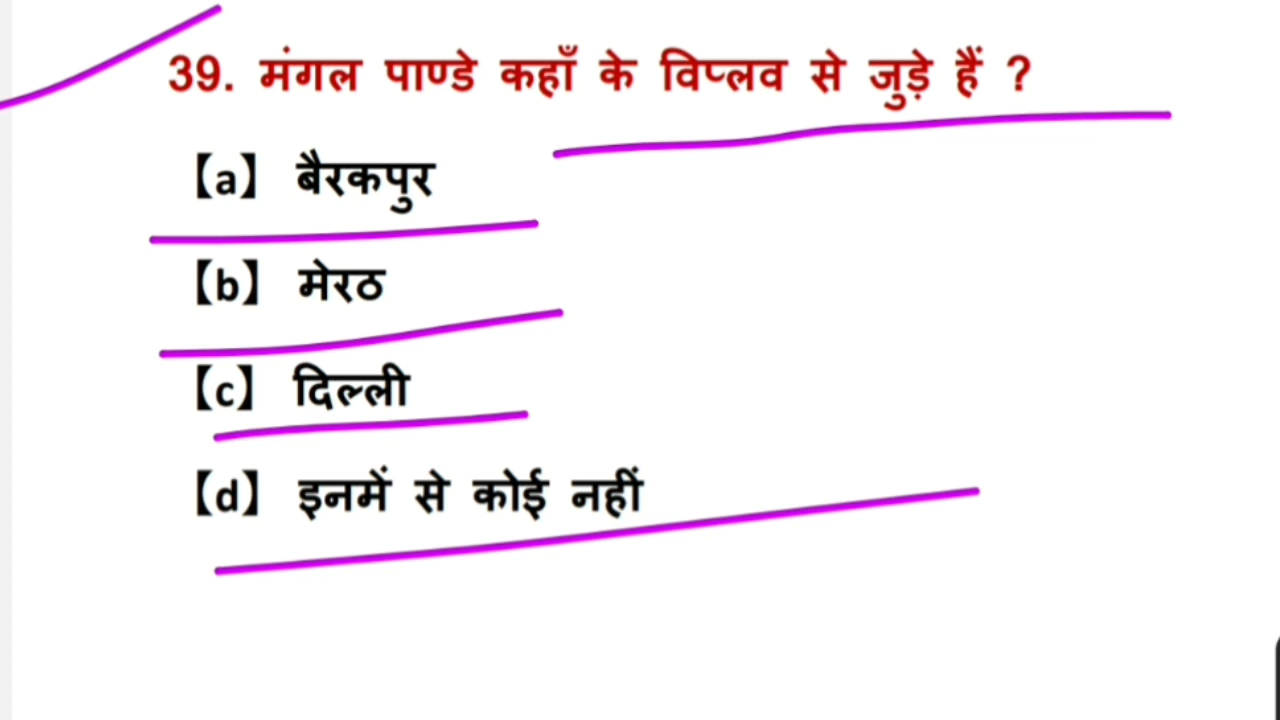 39. मंगल पाण्डे कहाँ के विप्लव से जुड़े हैं ?
【a】 बैरकपुर
【b】 मेरठ
【c】 दिल्ली
【d】 इनमें से कोई नहीं